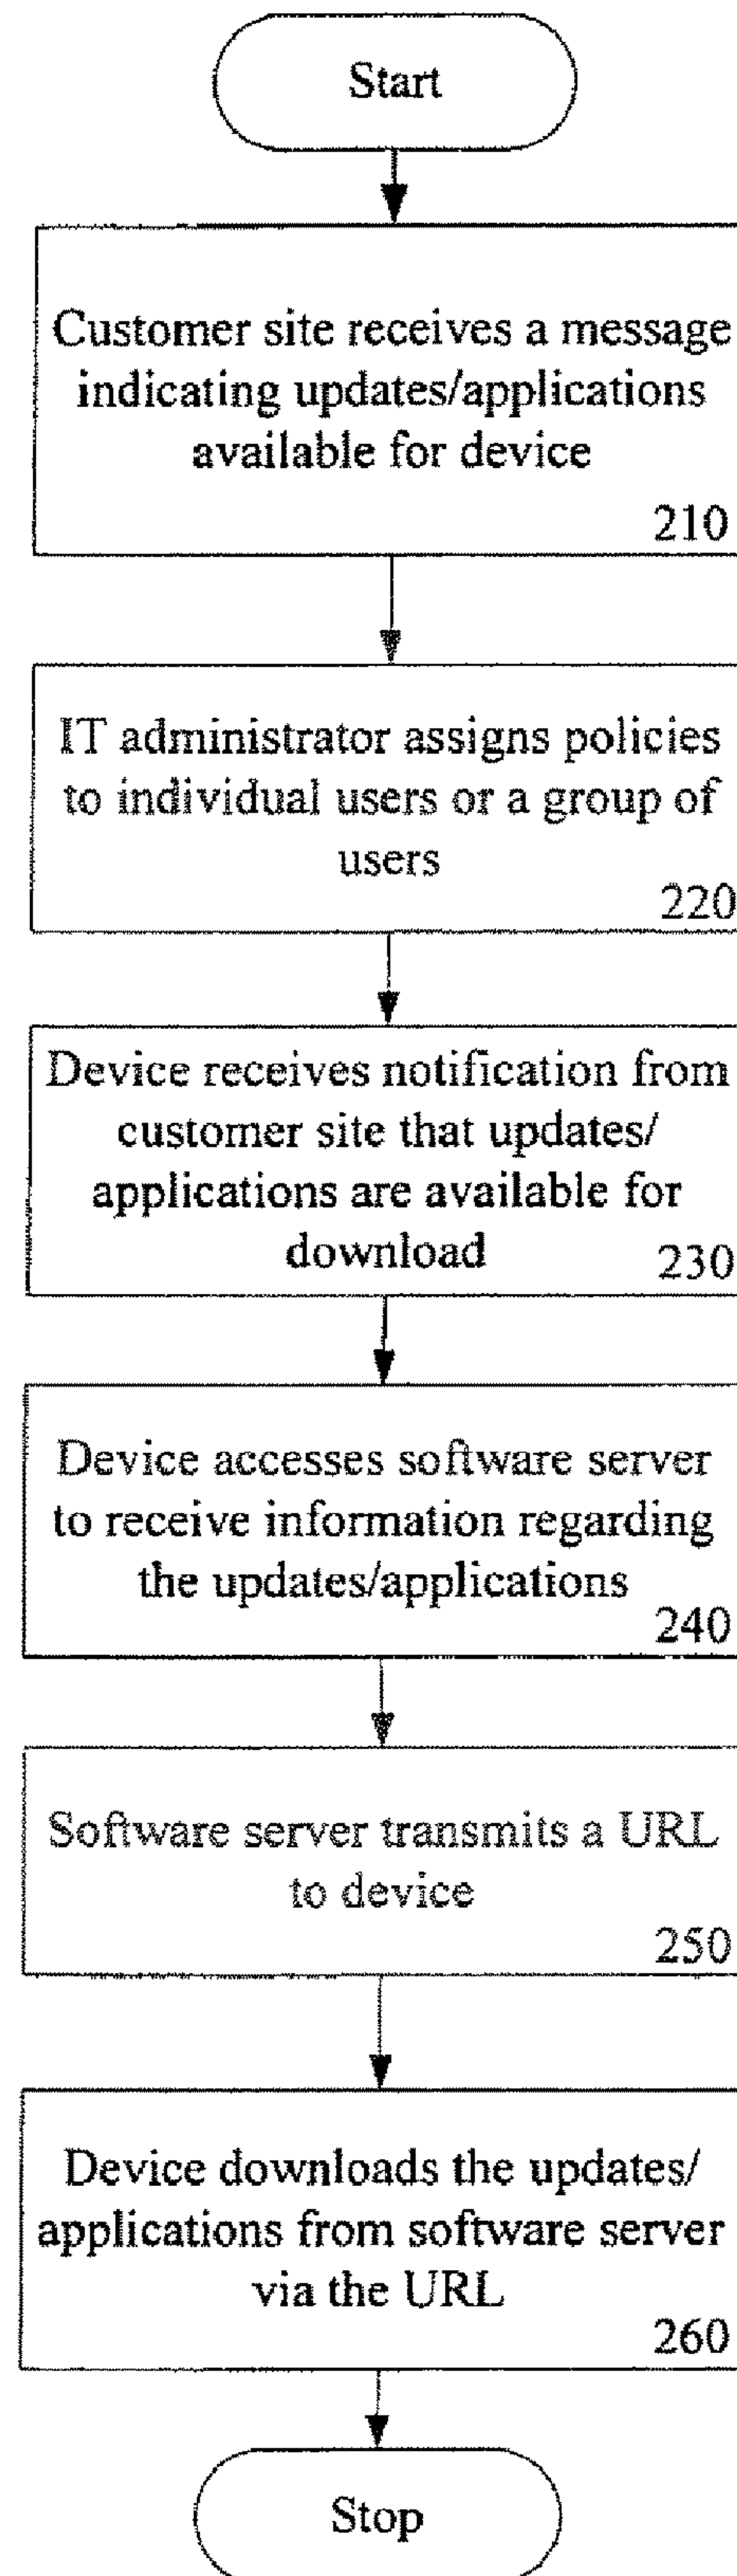 Start
Customer site receives a message
indicating updates/applications
available for device
210
IT administrator assigns policies
to individual users or a group of
users
220
Device receives notification from
customer site that updates/
applications are available for
download
230
Device accesses software server
to receive information regarding
the updates/applications
240
Software server transmits a URL
to device
250
Device downloads the updates/
applications from software server
via the URL
260
Stop